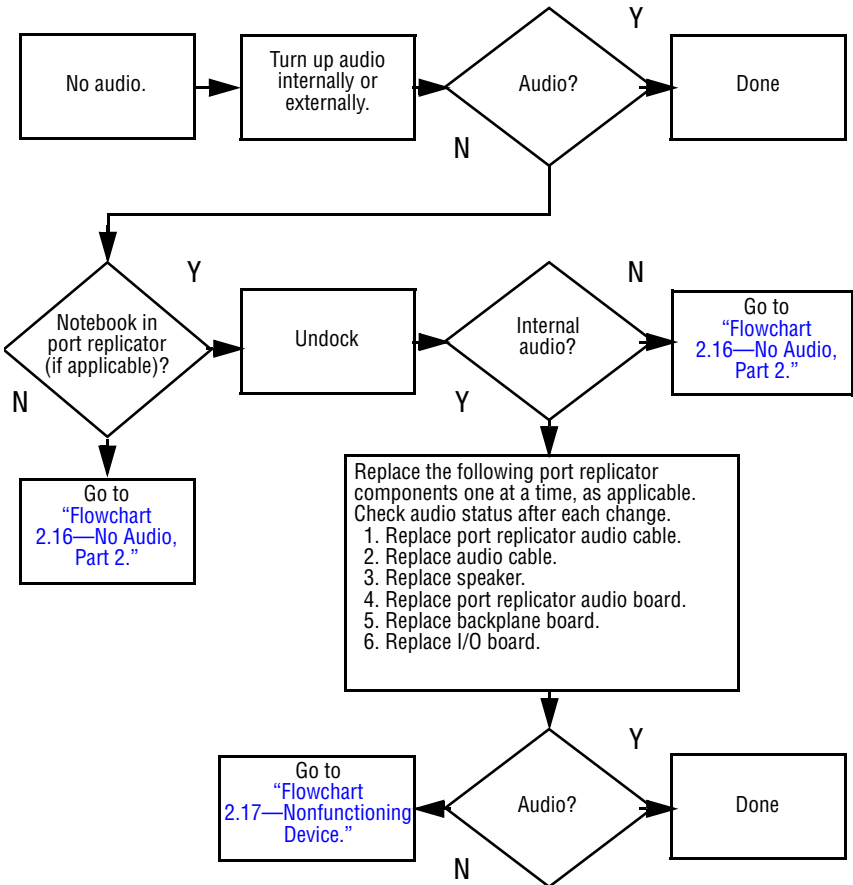 Y
No audio.
Turn up audio
internally or
externally.
Audio?
Done
N
Y
N
Notebook in
port replicator
(if applicable)?
Undock
Internal
audio?
Go to
“Flowchart
2.16—No Audio,
Part 2.”
N
Y
Go to
“Flowchart
2.16—No Audio,
Part 2.”
Replace the following port replicator
components one at a time, as applicable.
Check audio status after each change.
1. Replace port replicator audio cable.
2. Replace audio cable.
3. Replace speaker.
4. Replace port replicator audio board.
5. Replace backplane board.
6. Replace I/O board.
Y
Go to
“Flowchart
2.17—Nonfunctioning
Device.”
Audio?
Done
N